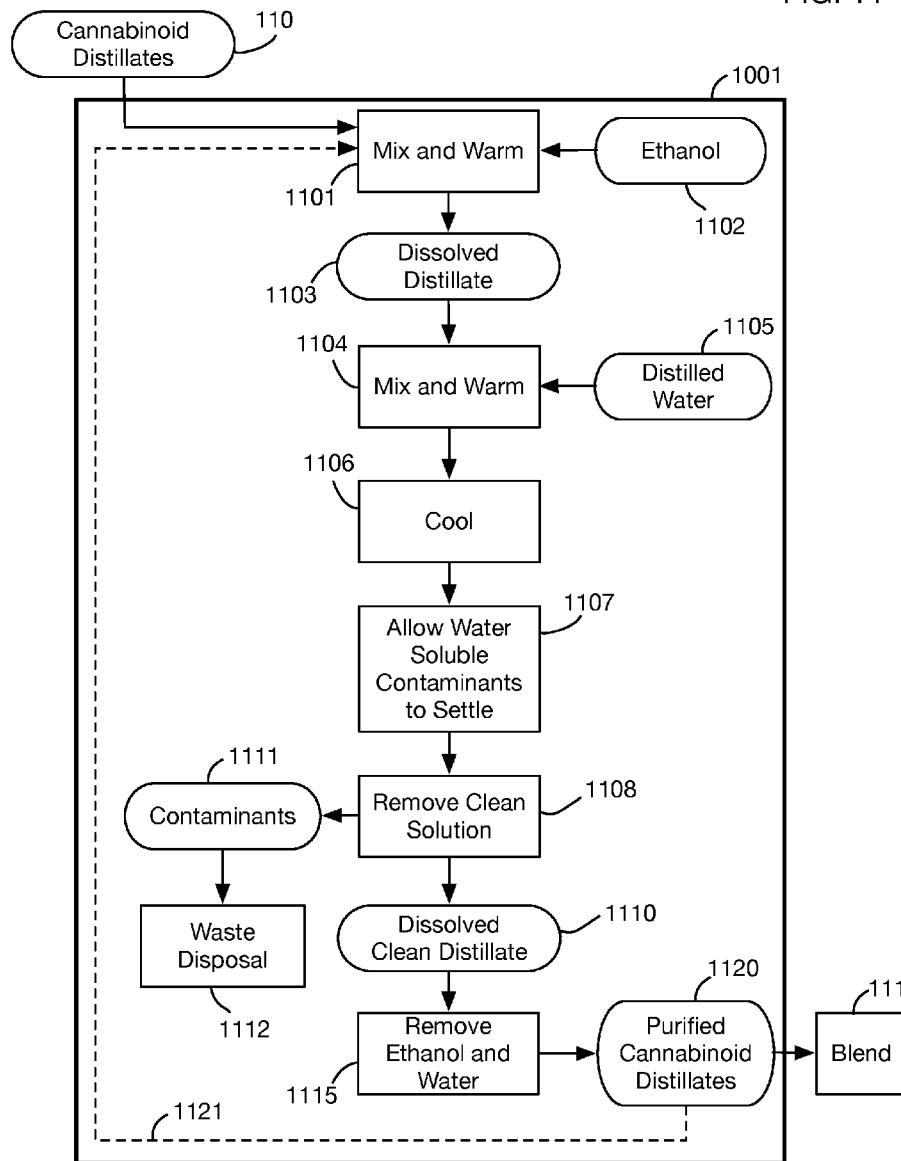 110
Cannabinoid
Distillates
1001
Mix and Warm
1101
Ethanol
1102
Dissolved
Distillate
1103
1104
Mix and Warm
1105
Distilled
Water
1106
Cool
1107
Allow Water
Soluble
Contaminants
to Settle
1111
Contaminants
1108
Remove Clean
Solution
Waste
Disposal
1112
Dissolved
Clean Distillate
1110
Remove
Ethanol and
Water
1115
1120
Purified
Cannabinoid
Distillates
Blend
1121